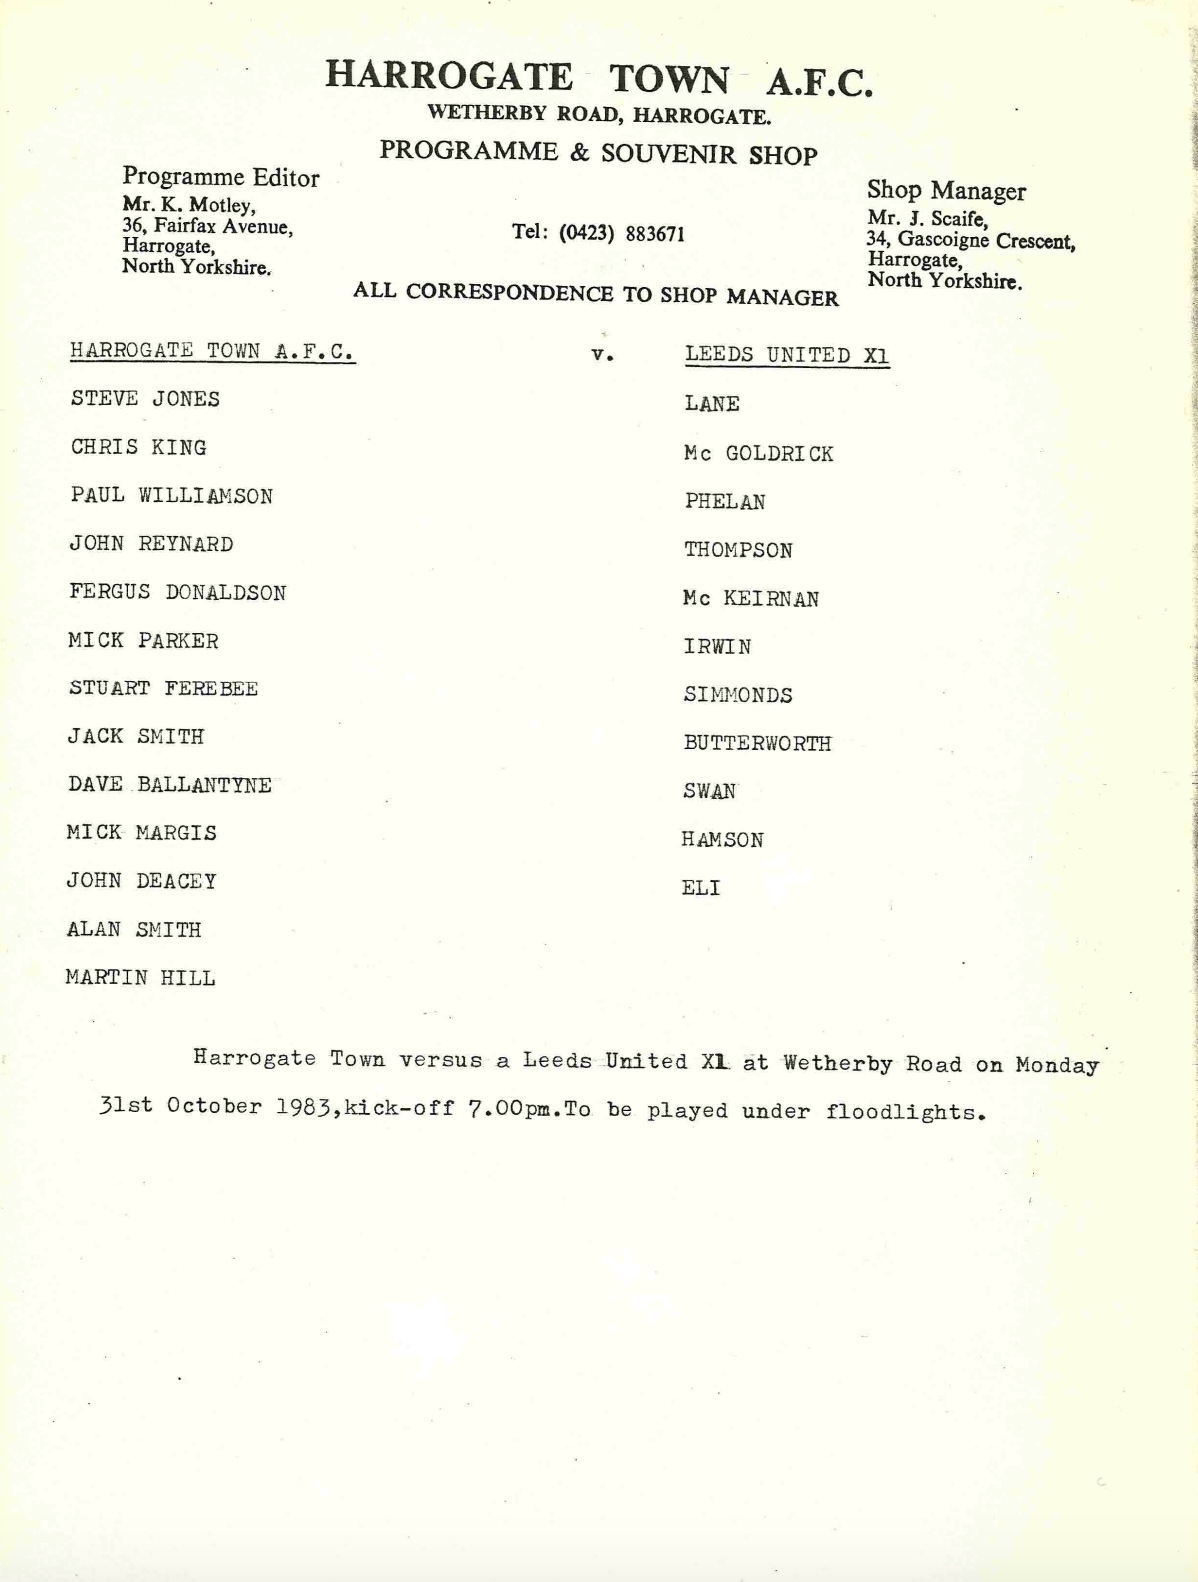 HARROGATE TOWN A.F.C.
WETHERBY ROAD, HARROGATE.
PROGRAMME & SOUVENIR SHOP
Programme Editor
Mr. K. Motley,
36, Fairfax Avenue,
Harrogate,
North Yorkshire.
Tel: (0423) 883671
Shop Manager
Mr. J. Scaife,
34, Gascoigne Crescent,
Harrogate,
North Yorkshire.
ALL CORRESPONDENCE TO SHOP MANAGER
HARROGATE TOWN A.F.C. v. LEEDS UNITED X1
STEVE JONES
CHRIS KING
PAUL WILLIAMSON
JOHN REYNARD
FERGUS DONALDSON
MICK PARKER
STUART FEREBEE
JACK SMITH
DAVE BALLANTYNE
MICK MARGIS
JOHN DEACEY
ALAN SMITH
MARTIN HILL
LANE
Mc GOLDRICK
PHELAN
THOMPSON
Mc KEIRNAN
IRWIN
SIMMONDS
BUTTERWORTH
SWAN
HAMSON
ELI
Harrogate Town versus a Leeds United X1 at Wetherby Road on Monday
31st October 1983,kick-off 7.00pm.To be played under floodlights.